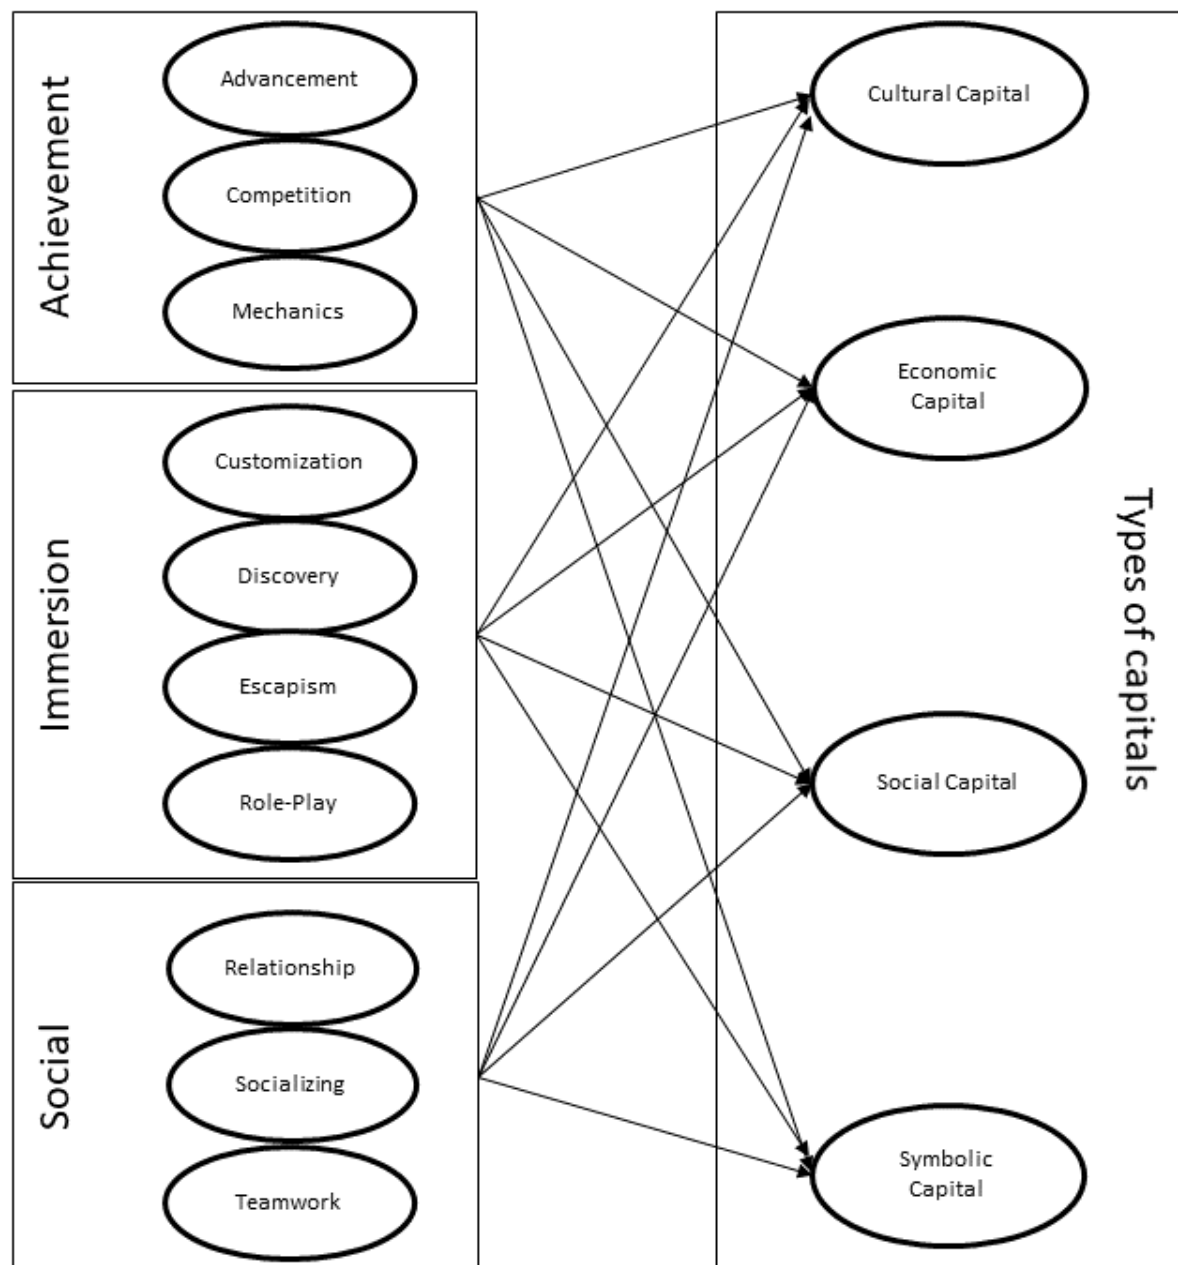 Achievement
Advancement
Competition
Mechanics
Immersion
Customization
Discovery
Escapism
Role-Play
Social
Relationship
Socializing
Teamwork
Cultural Capital
Economic
Capital
Social Capital
Symbolic
Capital
Types of capitals